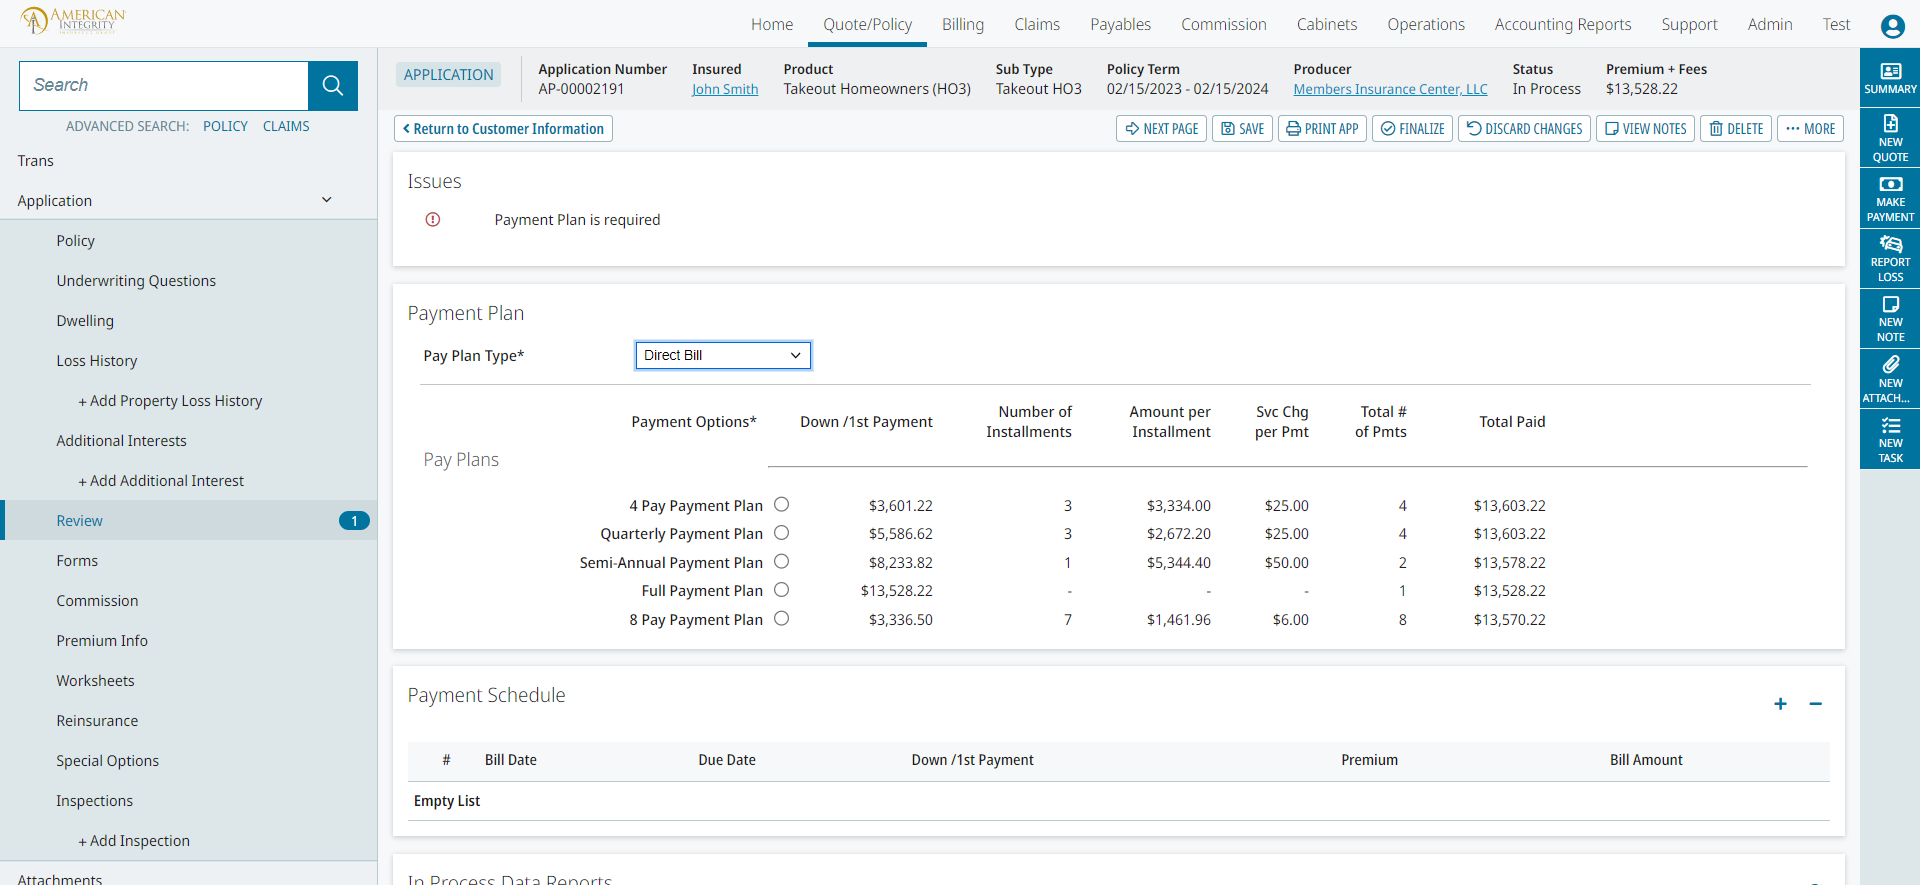 AMERICAN
INTEGRITY
INSURANCE GROUP
Home
Quote/Policy
Billing
Claims
Payables
Commission
Cabinets
Operations
Accounting Reports
Support
Admin
Test
Search
ADVANCED SEARCH: POLICY CLAIMS
Trans
Application
Policy
Underwriting Questions
Dwelling
Loss History
+ Add Property Loss History
Additional Interests
+ Add Additional Interest
Review 1
Forms
Commission
Premium Info
Worksheets
Reinsurance
Special Options
Inspections
+ Add Inspection
Attachments
APPLICATION
Application Number Insured Product Sub Type Policy Term Producer Status Premium + Fees
AP-00002191 John Smith Takeout Homeowners (HO3) Takeout HO3 02/15/2023 - 02/15/2024 Members Insurance Center, LLC In Process $13,528.22
Return to Customer Information
NEXT PAGE SAVE PRINT APP FINALIZE DISCARD CHANGES VIEW NOTES DELETE ··· MORE
Issues
Payment Plan is required
Payment Plan
Pay Plan Type* Direct Bill
Payment Options* Down /1st Payment Number of Installments Amount per Installment Svc Chg per Pmt Total # of Pmts Total Paid
Pay Plans
4 Pay Payment Plan $3,601.22 3 $3,334.00 $25.00 4 $13,603.22
Quarterly Payment Plan $5,586.62 3 $2,672.20 $25.00 4 $13,603.22
Semi-Annual Payment Plan $8,233.82 1 $5,344.40 $50.00 2 $13,578.22
Full Payment Plan $13,528.22 - - - 1 $13,528.22
8 Pay Payment Plan $3,336.50 7 $1,461.96 $6.00 8 $13,570.22
Payment Schedule
+ −
# Bill Date Due Date Down /1st Payment Premium Bill Amount
Empty List
In Process Data Reports
SUMMARY
NEW
QUOTE
MAKE
PAYMENT
REPORT
LOSS
NEW
NOTE
NEW
ATTACH...
NEW
TASK